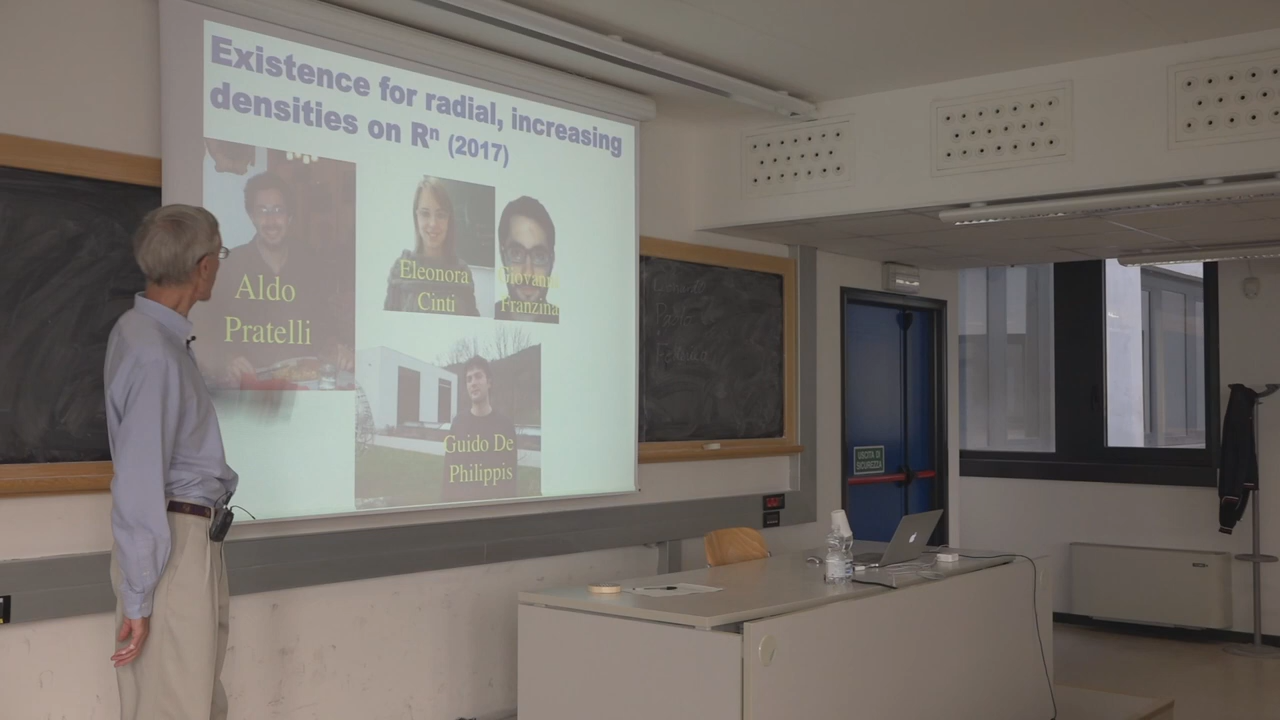 Existence for radial, increasing
densities on Rⁿ (2017)
Aldo
Pratelli
Eleonora
Cinti
Giovanni
Franzina
Guido De
Philippis
USCITA DI
SICUREZZA